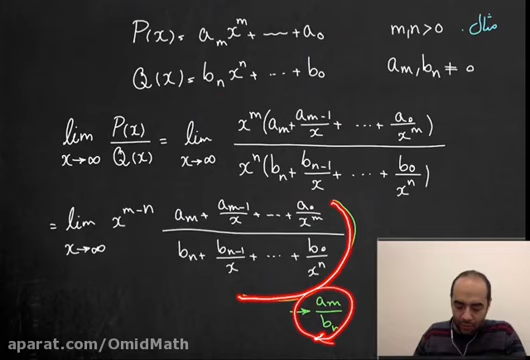 P(x) = a_m x^m + ⋯ + a_0    m,n > 0    مثال.
Q(x) = b_n x^n + ⋯ + b_0    a_m, b_n ≠ 0
lim_{x→∞} P(x)/Q(x) = lim_{x→∞} x^m(a_m + a_{m-1}/x + ⋯ + a_0/x^m) / x^n(b_n + b_{n-1}/x + ⋯ + b_0/x^n)
= lim_{x→∞} x^{m-n} (a_m + a_{m-1}/x + ⋯ + a_0/x^m) / (b_n + b_{n-1}/x + ⋯ + b_0/x^n)
→ a_m/b_n
aparat.com/OmidMath